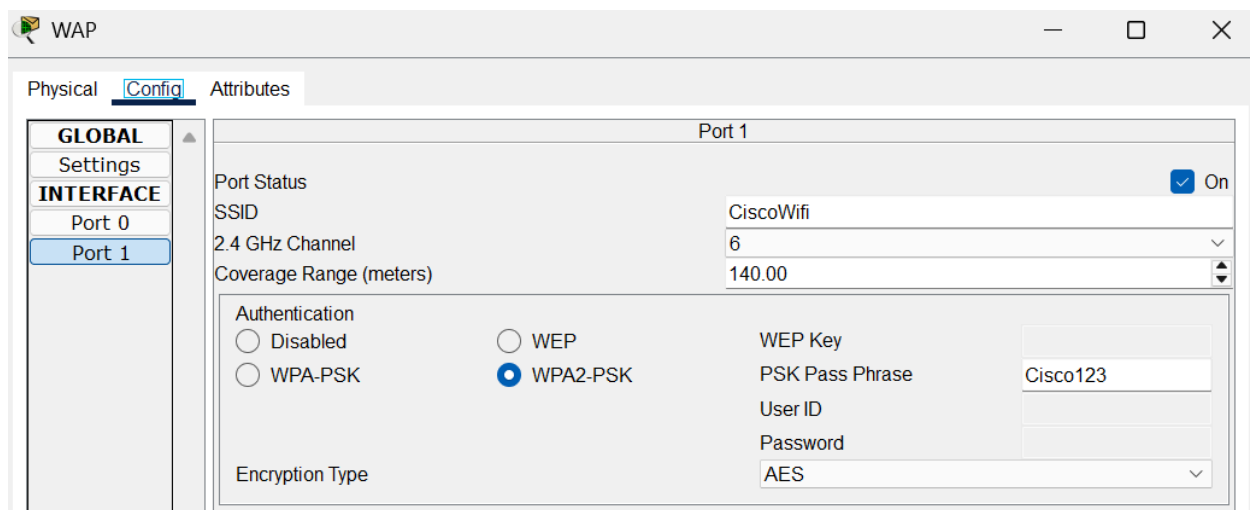 WAP
Physical Config Attributes
GLOBAL
Settings
INTERFACE
Port 0
Port 1
Port 1
Port Status On
SSID CiscoWifi
2.4 GHz Channel 6
Coverage Range (meters) 140.00
Authentication
Disabled WEP WEP Key
WPA-PSK WPA2-PSK PSK Pass Phrase Cisco123
User ID
Password
Encryption Type AES